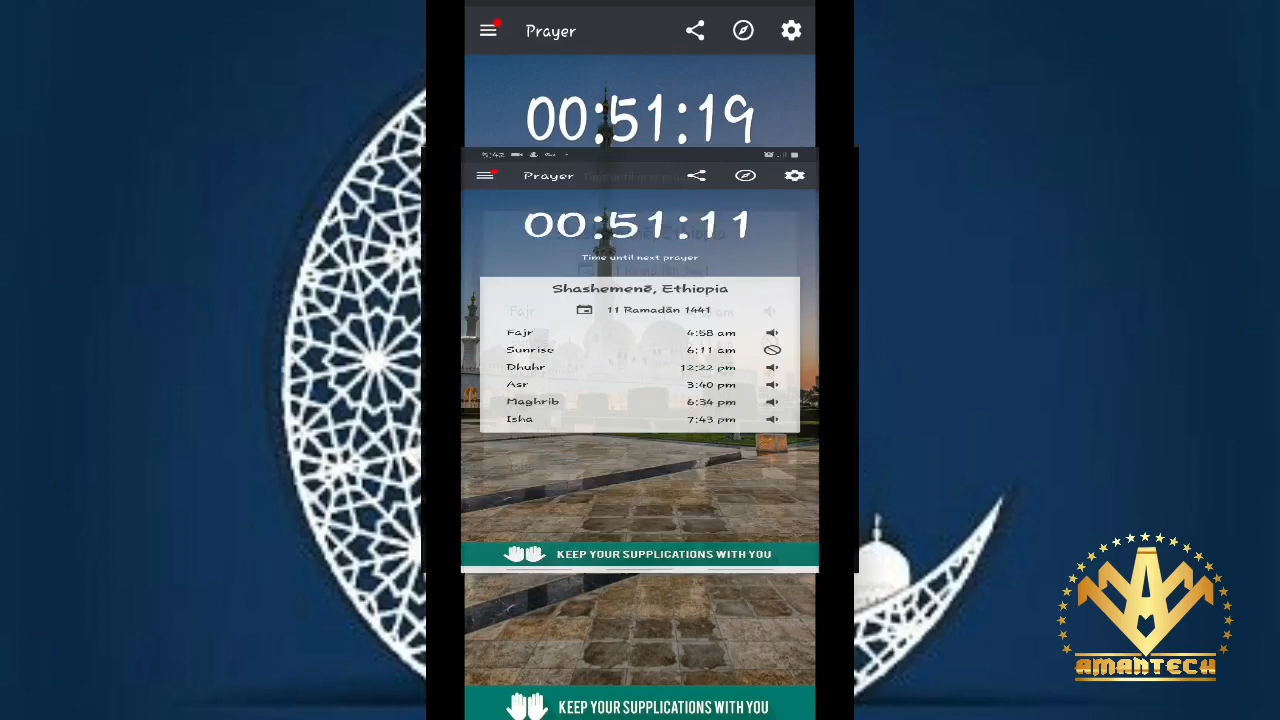 Prayer
00:51:19
5:42
Prayer
00:51:11
Time until next prayer
Shashemenē, Ethiopia
11 Ramadān 1441
Fajr 4:58 am
Sunrise 6:11 am
Dhuhr 12:22 pm
Asr 3:40 pm
Maghrib 6:34 pm
Isha 7:43 pm
KEEP YOUR SUPPLICATIONS WITH YOU
KEEP YOUR SUPPLICATIONS WITH YOU
AMANTECH